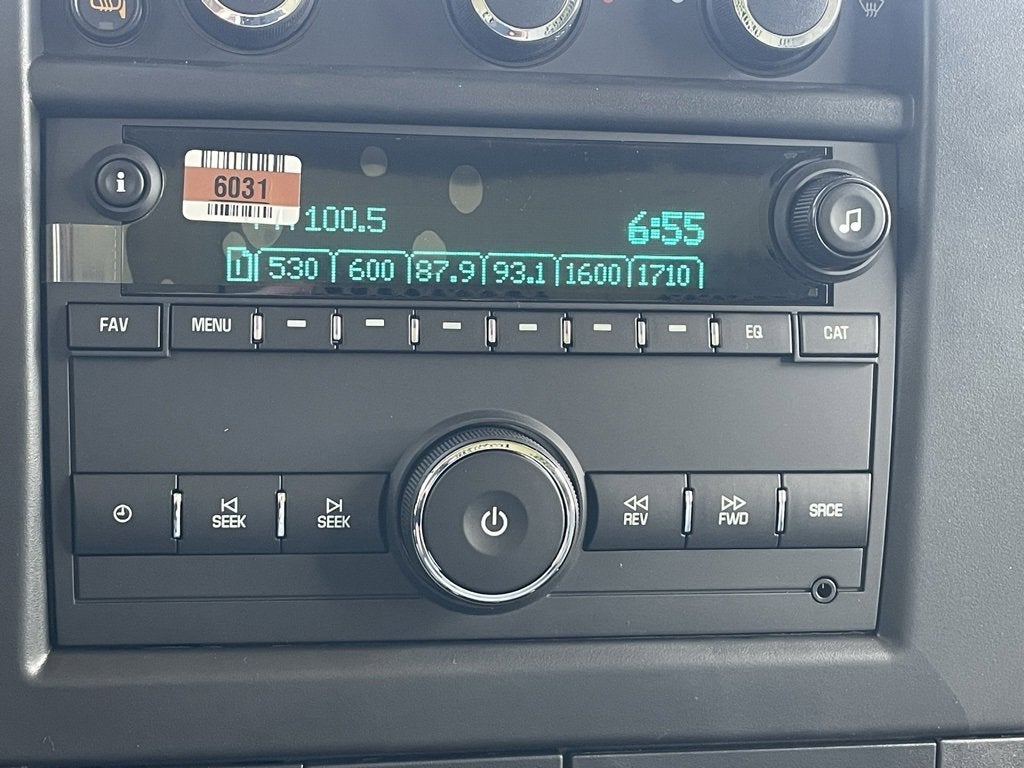 i
6031
100.5
6:55
1 530 600 87.9 93.1 1600 1710
FAV MENU EQ CAT
SEEK SEEK REV FWD SRCE